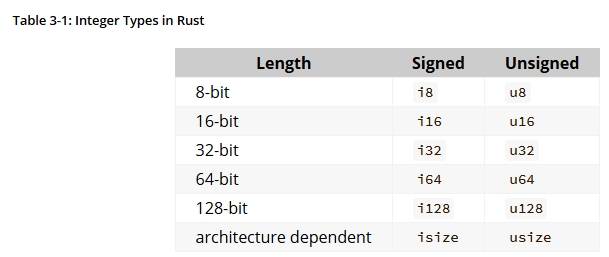 Table 3-1: Integer Types in Rust
Length Signed Unsigned
8-bit i8 u8
16-bit i16 u16
32-bit i32 u32
64-bit i64 u64
128-bit i128 u128
architecture dependent isize usize